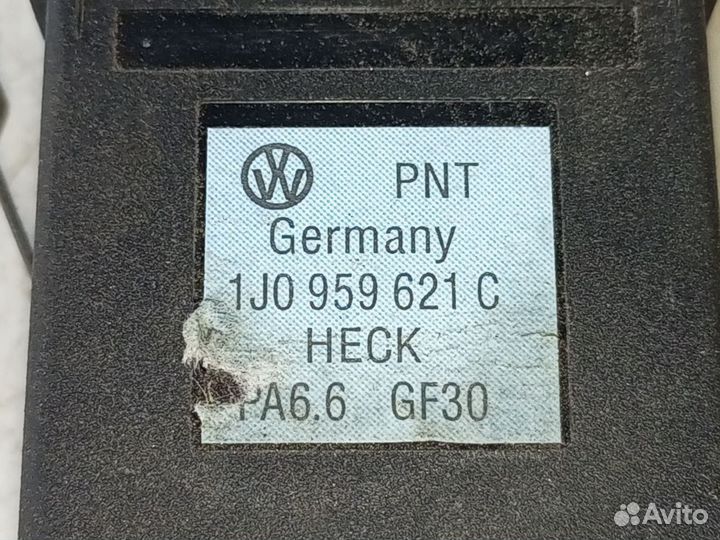 PNT
Germany
1J0 959 621 C
HECK
PA6.6 GF30
Avito